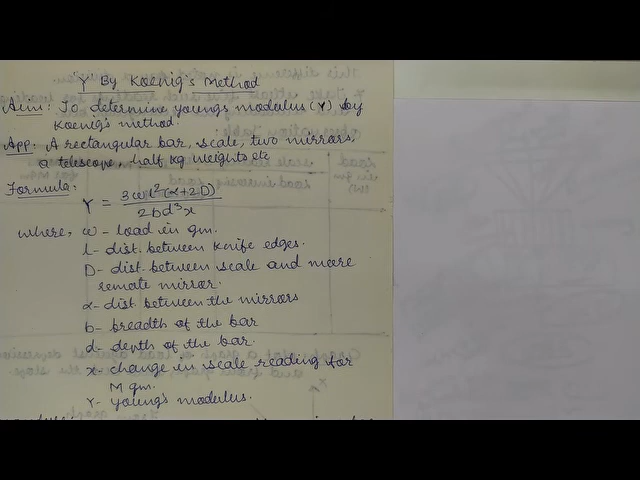 'Y' By Koenig's Method
Aim: To determine youngs modulus (Y) by
Koenig's method.
App: A rectangular bar, scale, two mirrors,
a telescope, half kg weights etc
Formula:
Y = 3ωl²(α+2D) / 2bd³x
where, ω - load in gm.
l - dist. between knife edges.
D - dist. between scale and more
remote mirror.
α - dist between the mirrors
b - breadth of the bar
d - depth of the bar.
x - change in scale reading for
M gm.
Y - young's modulus.